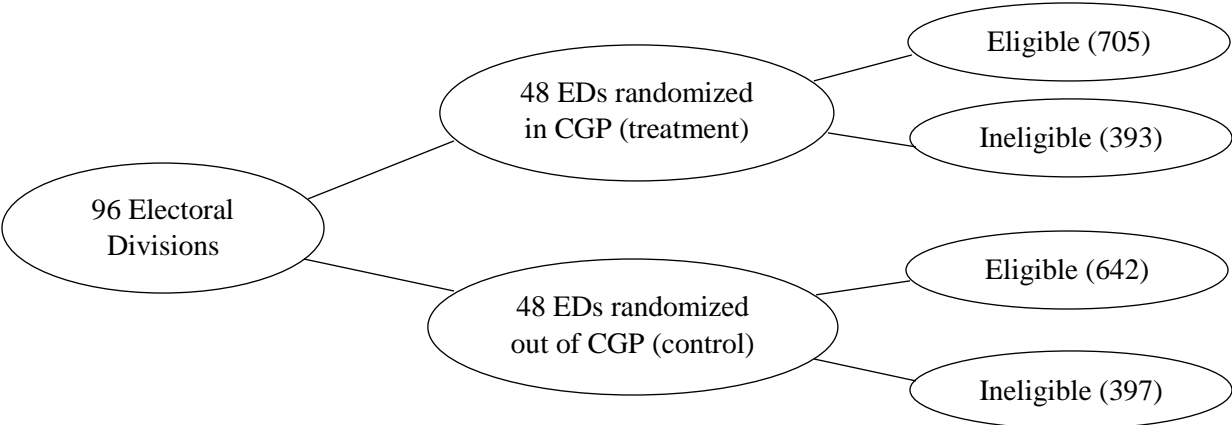 96 Electoral
Divisions
48 EDs randomized
in CGP (treatment)
Eligible (705)
Ineligible (393)
48 EDs randomized
out of CGP (control)
Eligible (642)
Ineligible (397)